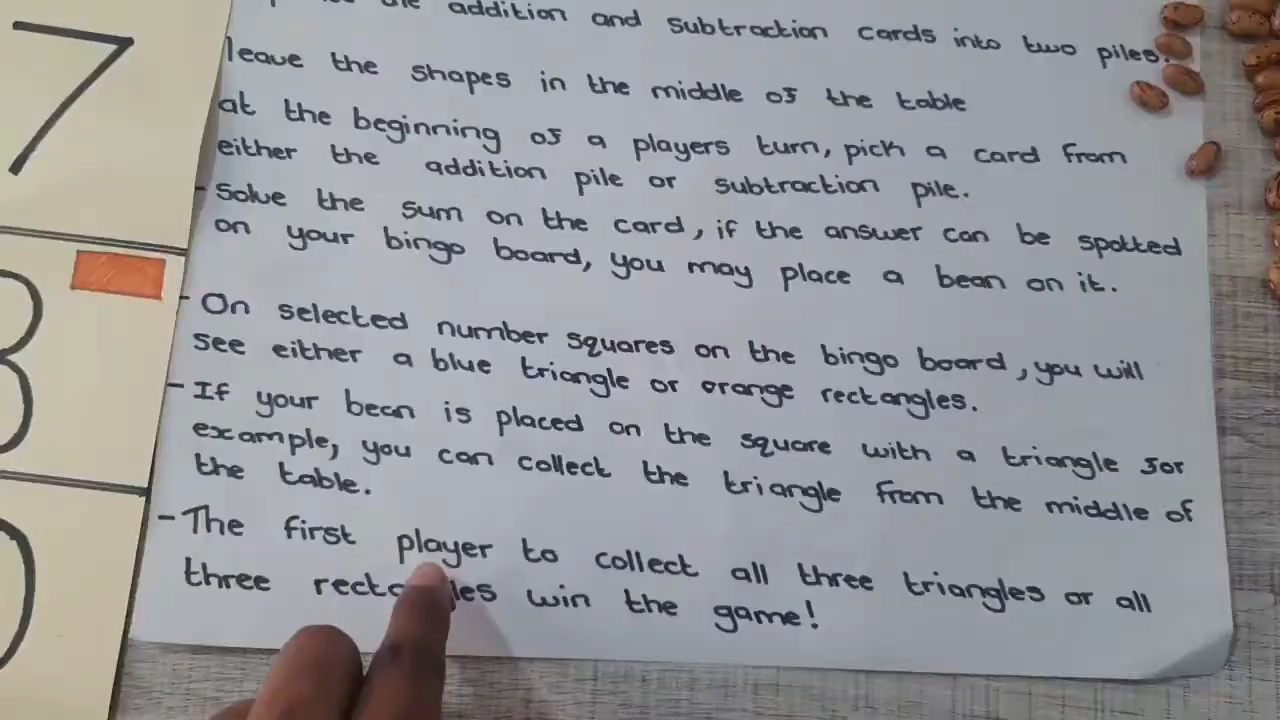 the addition and subtraction cards into two piles.
leave the shapes in the middle of the table
at the beginning of a players turn, pick a card from
either the addition pile or subtraction pile.
- Solve the sum on the card, if the answer can be spotted
on your bingo board, you may place a bean on it.
- On selected number squares on the bingo board, you will
see either a blue triangle or orange rectangles.
- If your bean is placed on the square with a triangle for
example, you can collect the triangle from the middle of
the table.
- The first player to collect all three triangles or all
three rectangles win the game!
7